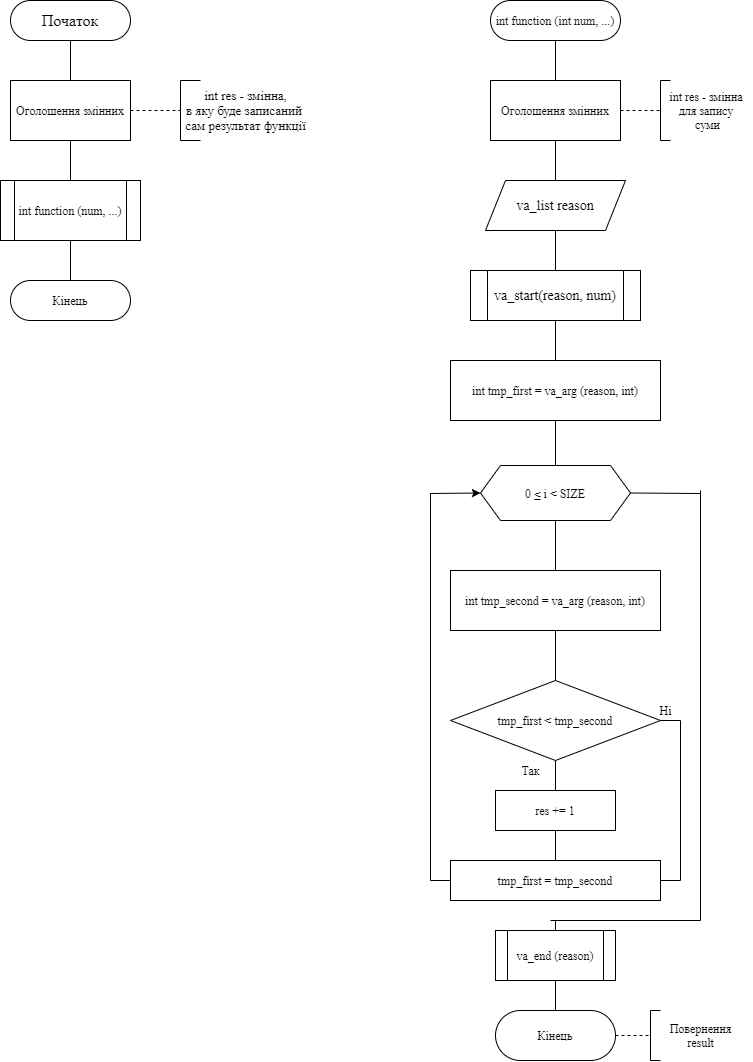 Початок
Оголошення змінних
int res - змінна,
в яку буде записаний
сам результат функції
int function (num, ...)
Кінець
int function (int num, ...)
Оголошення змінних
int res - змінна
для запису
суми
va_list reason
va_start(reason, num)
int tmp_first = va_arg (reason, int)
0 ≤ i < SIZE
int tmp_second = va_arg (reason, int)
tmp_first < tmp_second
Ні
Так
res += 1
tmp_first = tmp_second
va_end (reason)
Кінець
Повернення
result